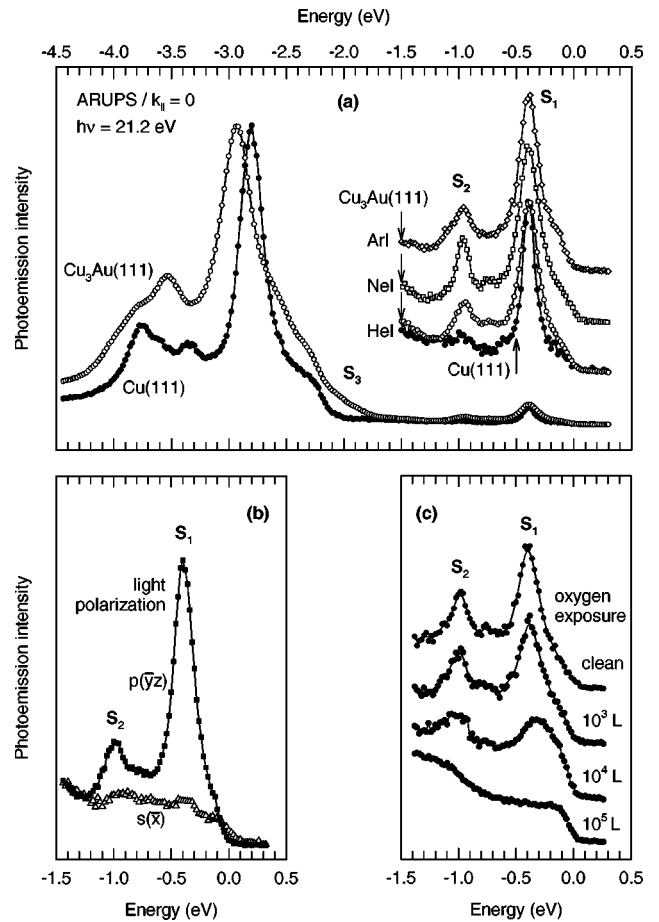 Energy (eV)
-4.5 -4.0 -3.5 -3.0 -2.5 -2.0 -1.5 -1.0 -0.5 0.0 0.5
ARUPS / k|| = 0
hν = 21.2 eV
(a)
S1
S2
Cu3Au(111)
ArI
NeI
HeI
Cu(111)
Cu3Au(111)
Cu(111)
S3
Photoemission intensity
(b)
S1
light
polarization
p(y̅z)
S2
s(x̅)
Photoemission intensity
-1.5 -1.0 -0.5 0.0 0.5
Energy (eV)
(c)
S1
S2
oxygen
exposure
clean
10³ L
10⁴ L
10⁵ L
-1.5 -1.0 -0.5 0.0 0.5
Energy (eV)